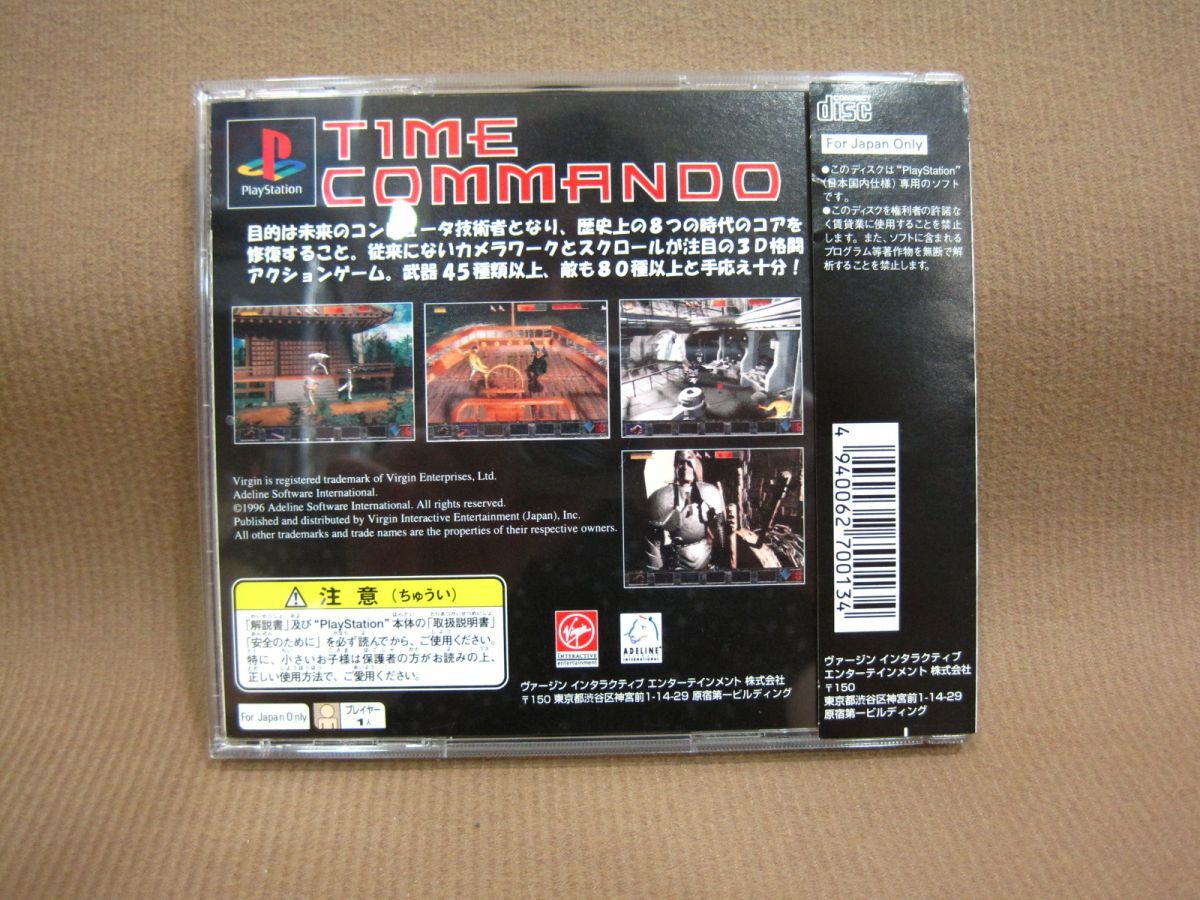 TIME
COMMANDO
PlayStation
目的は未来のコンピュータ技術者となり、歴史上の8つの時代のコアを
修復すること。従来にないカメラワークとスクロールが注目の3D格闘
アクションゲーム。武器45種類以上、敵も80種以上と手応え十分!
Virgin is registered trademark of Virgin Enterprises, Ltd.
Adeline Software International.
©1996 Adeline Software International. All rights reserved.
Published and distributed by Virgin Interactive Entertainment (Japan), Inc.
All other trademarks and trade names are the properties of their respective owners.
注意(ちゅうい)
「解説書」及び“PlayStation”本体の「取扱説明書」
「安全のために」を必ず読んでから、ご使用ください。
特に、小さいお子様は保護者の方がお読みの上、
正しい使用方法で、ご愛用ください。
For Japan Only
プレイヤー
1人
Virgin
INTERACTIVE
entertainment
ADELINE
INTERNATIONAL
ヴァージン インタラクティブ エンターテインメント 株式会社
〒150 東京都渋谷区神宮前1-14-29 原宿第一ビルディング
COMPACT
disc
For Japan Only
●このディスクは“PlayStation”
(日本国内仕様)専用のソフト
です。
●このディスクを権利者の許諾な
く賃貸業に使用することを禁止
します。また、ソフトに含まれる
プログラム等著作物を無断で解
析することを禁止します。
4 940062 700134
ヴァージン インタラクティブ
エンターテインメント 株式会社
〒150
東京都渋谷区神宮前1-14-29
原宿第一ビルディング